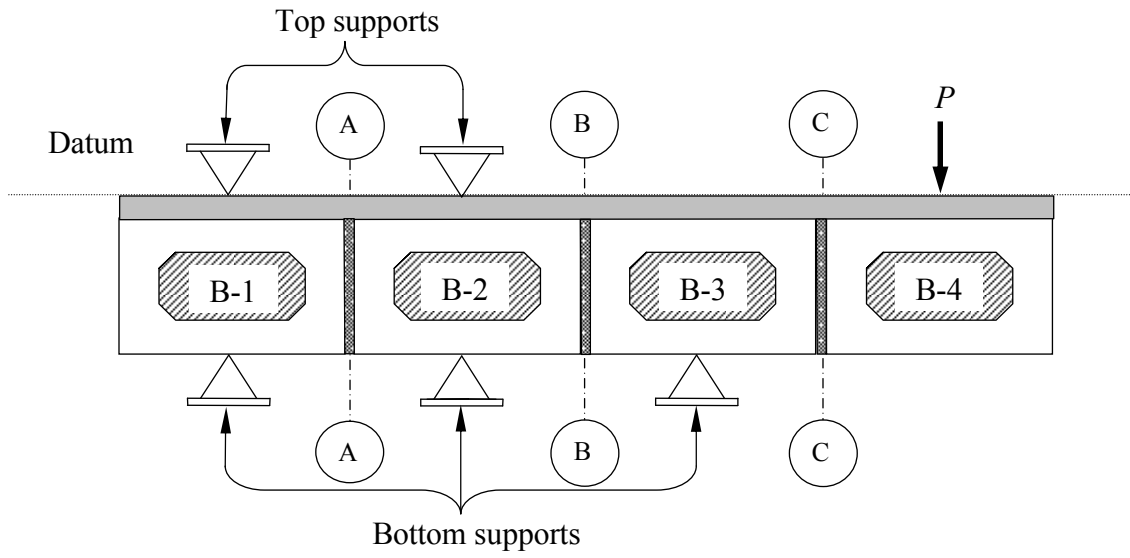 Top supports
A
B
C
P
Datum
B-1
B-2
B-3
B-4
A
B
C
Bottom supports